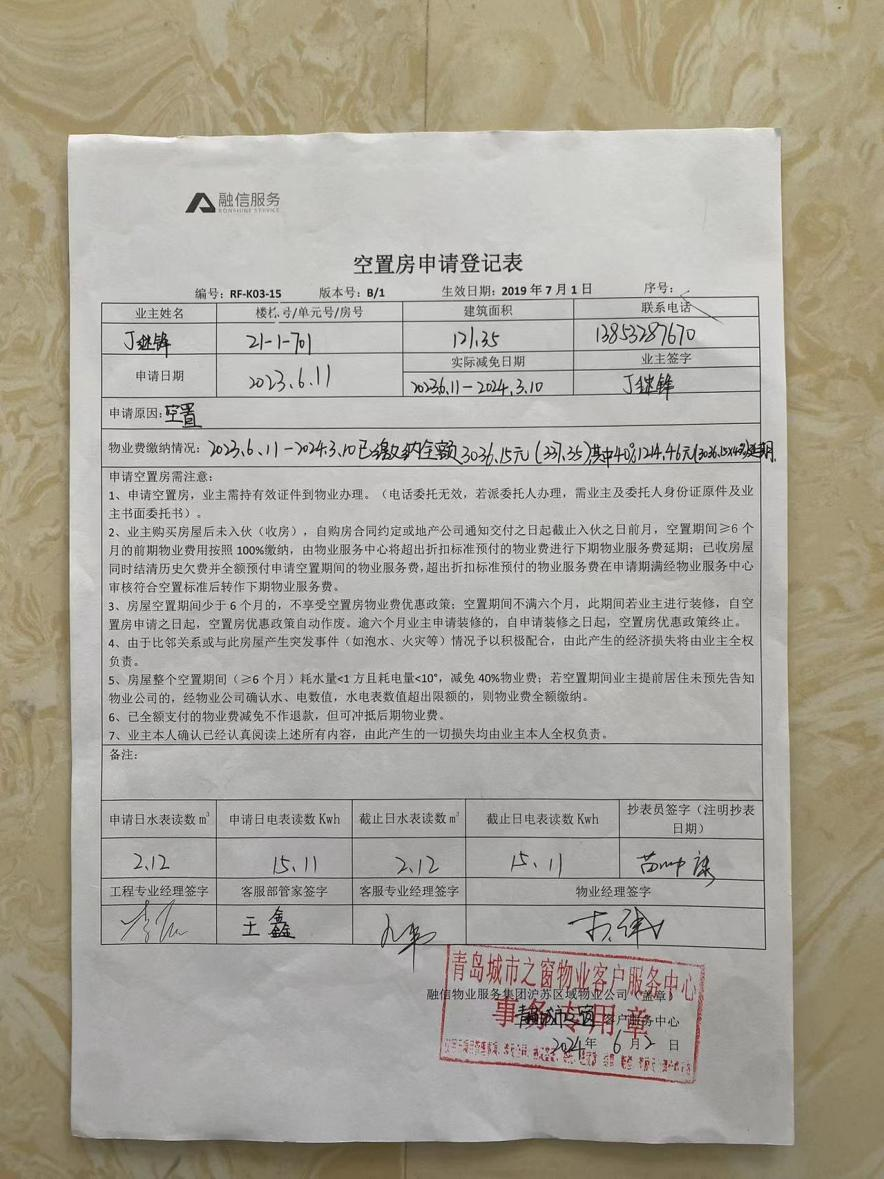 融信服务
RONSHINE SERVICE
空置房申请登记表
编号：RF-K03-15 版本号：B/1 生效日期：2019 年 7 月 1 日 序号：
业主姓名 楼栋号/单元号/房号 建筑面积 联系电话
丁继锋 21-1-701 121.35 13853287670
申请日期 2023.6.11 实际减免日期 业主签字
2023.6.11－2024.3.10 丁继锋
申请原因：空置
物业费缴纳情况：2023.6.11－2024.3.10已缴纳全额3036.15元(337.35)其中40%1214.46元(3036.15×40%)延期.
申请空置房需注意：
1、申请空置房，业主需持有效证件到物业办理。（电话委托无效，若派委托人办理，需业主及委托人身份证原件及业
主书面委托书）。
2、业主购买房屋后未入伙（收房），自购房合同约定或地产公司通知交付之日起截止入伙之日前月，空置期间≥6 个
月的前期物业费用按照 100%缴纳，由物业服务中心将超出折扣标准预付的物业费进行下期物业服务费延期；已收房屋
同时结清历史欠费并全额预付申请空置期间的物业服务费，超出折扣标准预付的物业服务费在申请期满经物业服务中心
审核符合空置标准后转作下期物业服务费。
3、房屋空置期间少于 6 个月的，不享受空置房物业费优惠政策；空置期间不满六个月，此期间若业主进行装修，自空
置房申请之日起，空置房优惠政策自动作废。逾六个月业主申请装修的，自申请装修之日起，空置房优惠政策终止。
4、由于比邻关系或与此房屋产生突发事件（如泡水、火灾等）情况予以积极配合，由此产生的经济损失将由业主全权
负责。
5、房屋整个空置期间（≥6 个月）耗水量<1 方且耗电量<10°，减免 40%物业费；若空置期间业主提前居住未预先告知
物业公司的，经物业公司确认水、电数值，水电表数值超出限额的，则物业费全额缴纳。
6、已全额支付的物业费减免不作退款，但可冲抵后期物业费。
7、业主本人确认已经认真阅读上述所有内容，由此产生的一切损失均由业主本人全权负责。
备注：
申请日水表读数 m³ 申请日电表读数 Kwh 截止日水表读数 m³ 截止日电表读数 Kwh 抄表员签字（注明抄表
日期）
2.12 15.11 2.12 15.11
工程专业经理签字 客服部管家签字 客服专业经理签字 物业经理签字
王鑫
青岛城市之窗物业客户服务中心
融信物业服务集团沪苏区域物业公司（盖章）
事务专用章
青岛城市之窗 客户服务中心
2024年 6 月 2 日